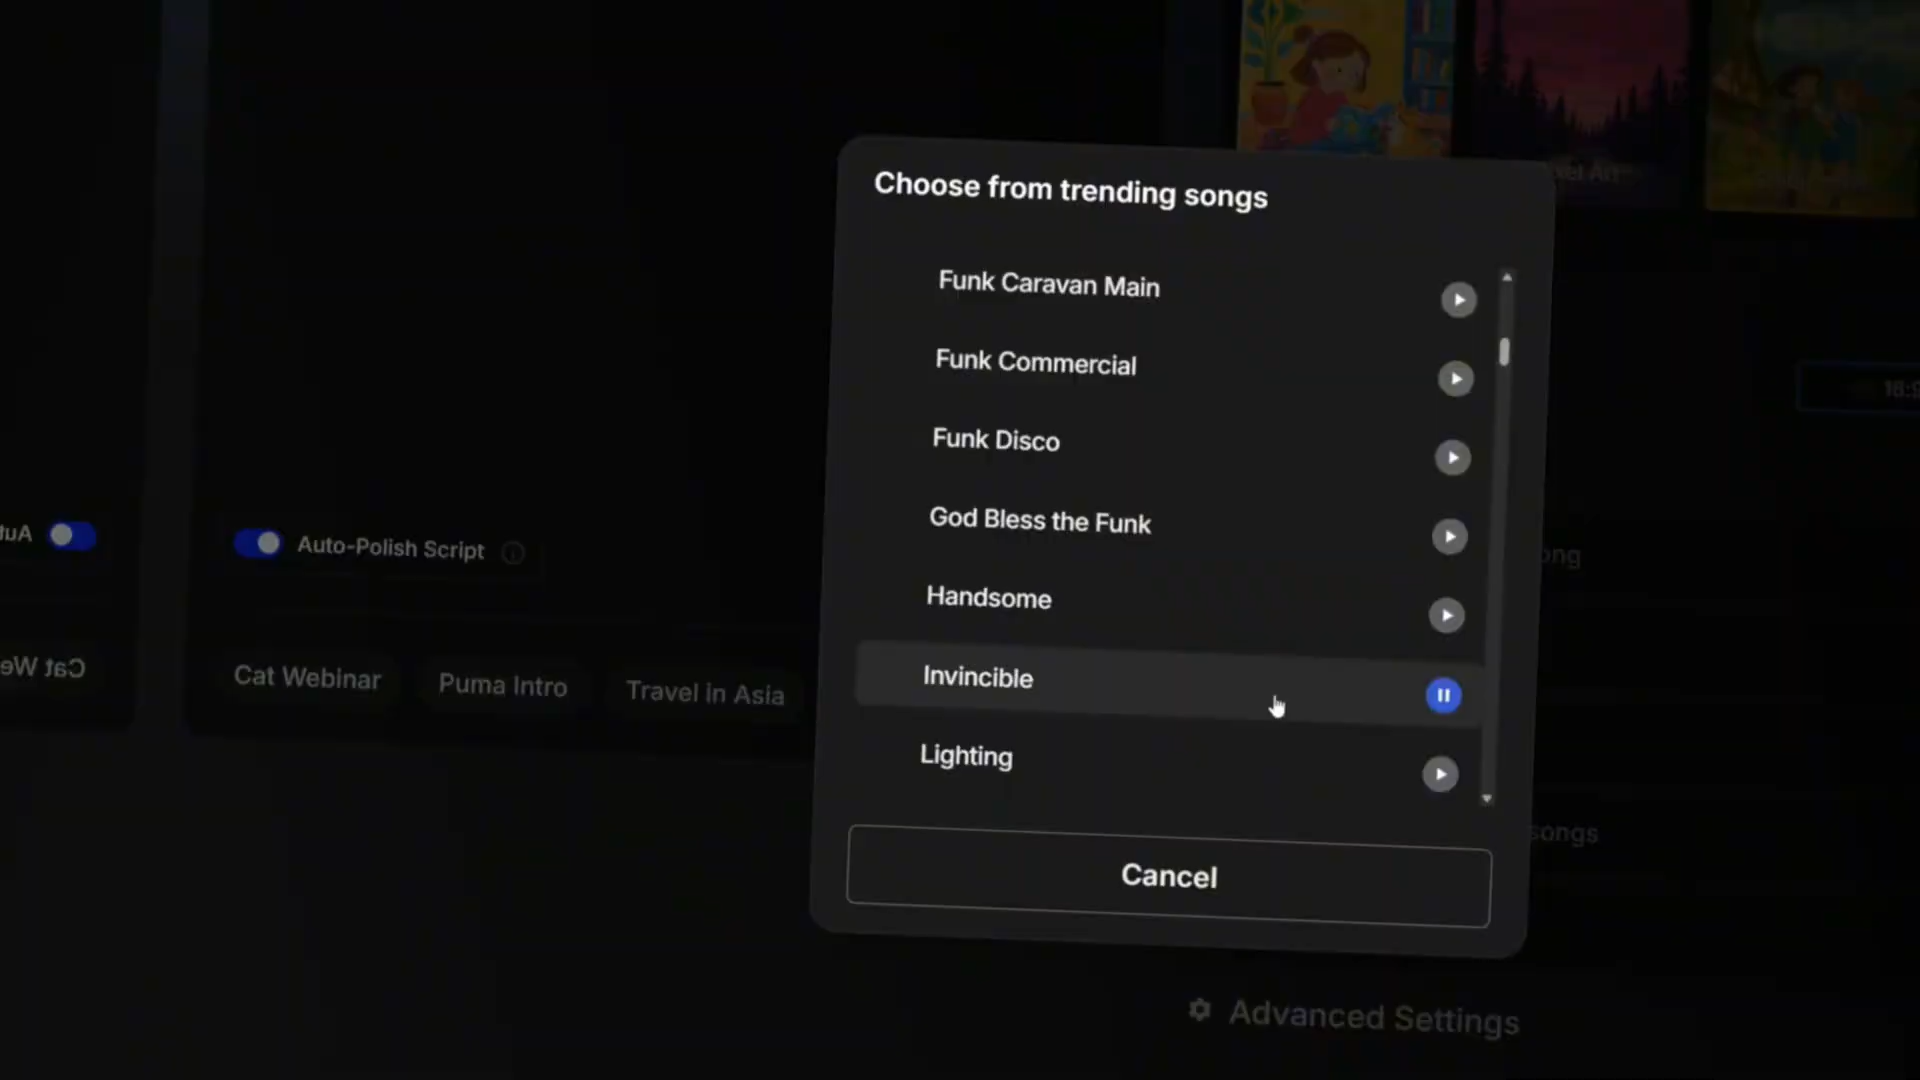 Choose from trending songs
Funk Caravan Main
Funk Commercial
Funk Disco
God Bless the Funk
Handsome
Invincible
Lighting
Cancel
Auto-Polish Script
Cat Webinar
Puma Intro
Travel in Asia
songs
Advanced Settings